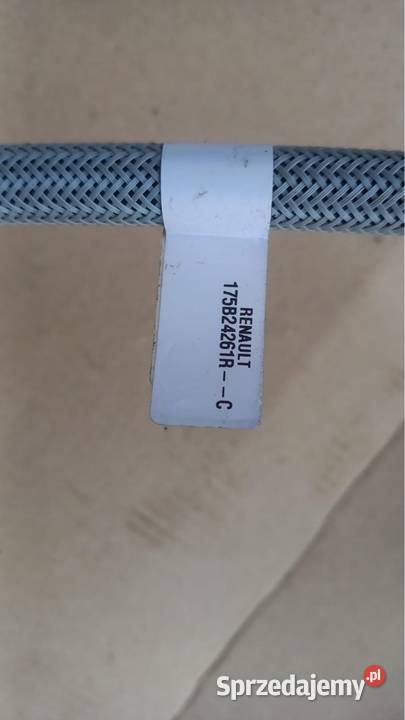 RENAULT
175B24261R--C
Sprzedajemy.pl